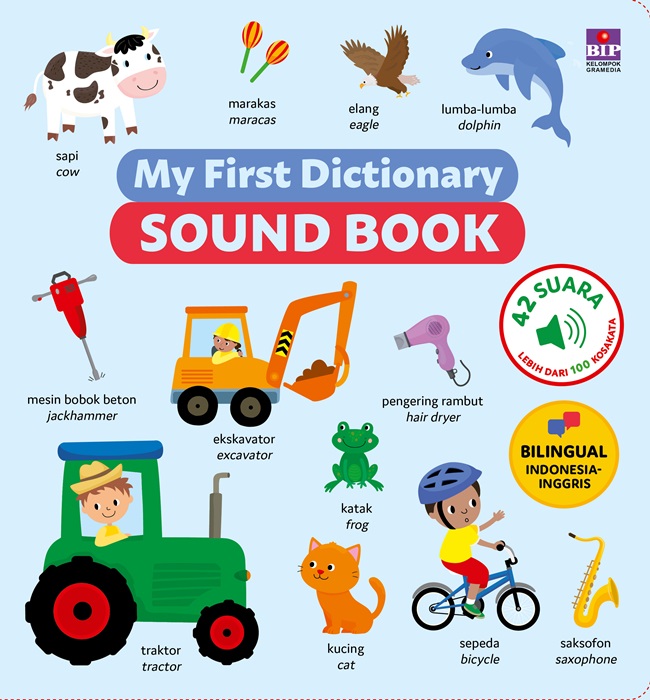 BIP
KELOMPOK
GRAMEDIA
marakas
maracas
elang
eagle
lumba-lumba
dolphin
sapi
cow
My First Dictionary
SOUND BOOK
42 SUARA
LEBIH DARI 100 KOSAKATA
mesin bobok beton
jackhammer
pengering rambut
hair dryer
ekskavator
excavator
BILINGUAL
INDONESIA-
INGGRIS
katak
frog
traktor
tractor
kucing
cat
sepeda
bicycle
saksofon
saxophone